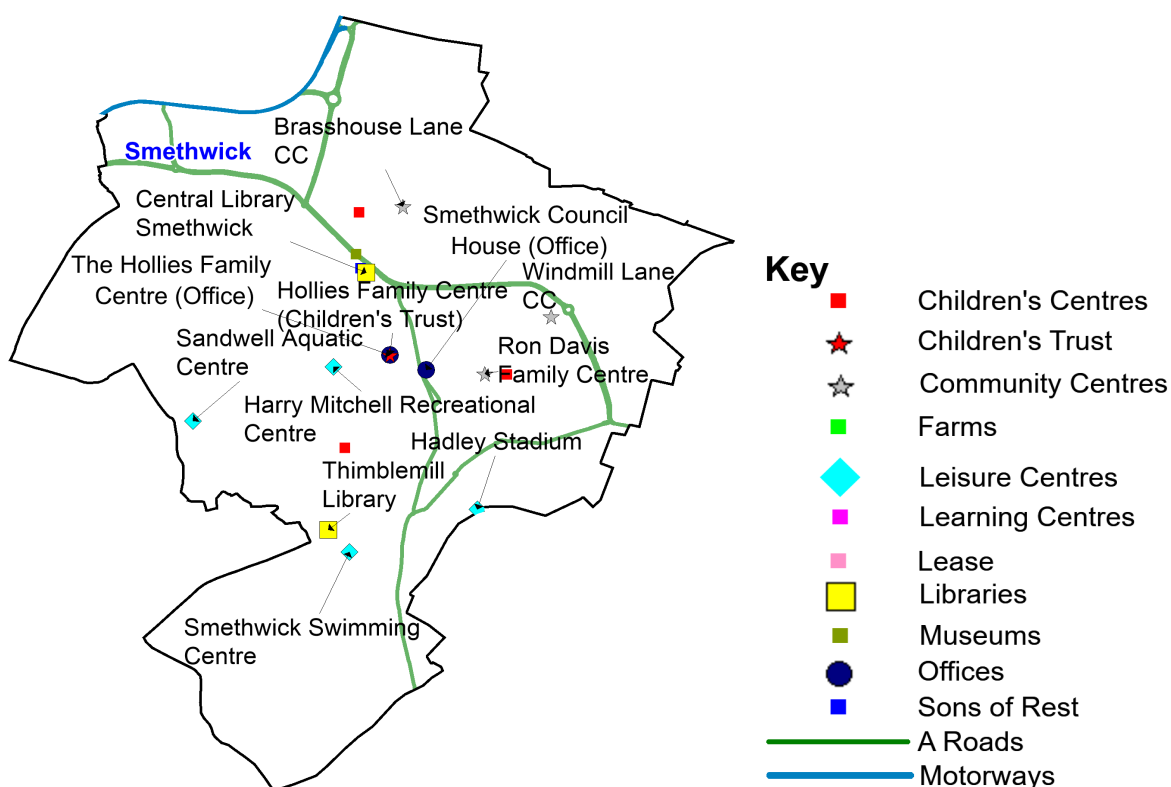 Brasshouse Lane
CC
Smethwick
Central Library
Smethwick
Smethwick Council
House (Office)
The Hollies Family
Centre (Office)
Windmill Lane
CC
Hollies Family Centre
(Children's Trust)
Sandwell Aquatic
Centre
Ron Davis
Family Centre
Harry Mitchell Recreational
Centre
Hadley Stadium
Thimblemill
Library
Smethwick Swimming
Centre
Key
Children's Centres
Children's Trust
Community Centres
Farms
Leisure Centres
Learning Centres
Lease
Libraries
Museums
Offices
Sons of Rest
A Roads
Motorways